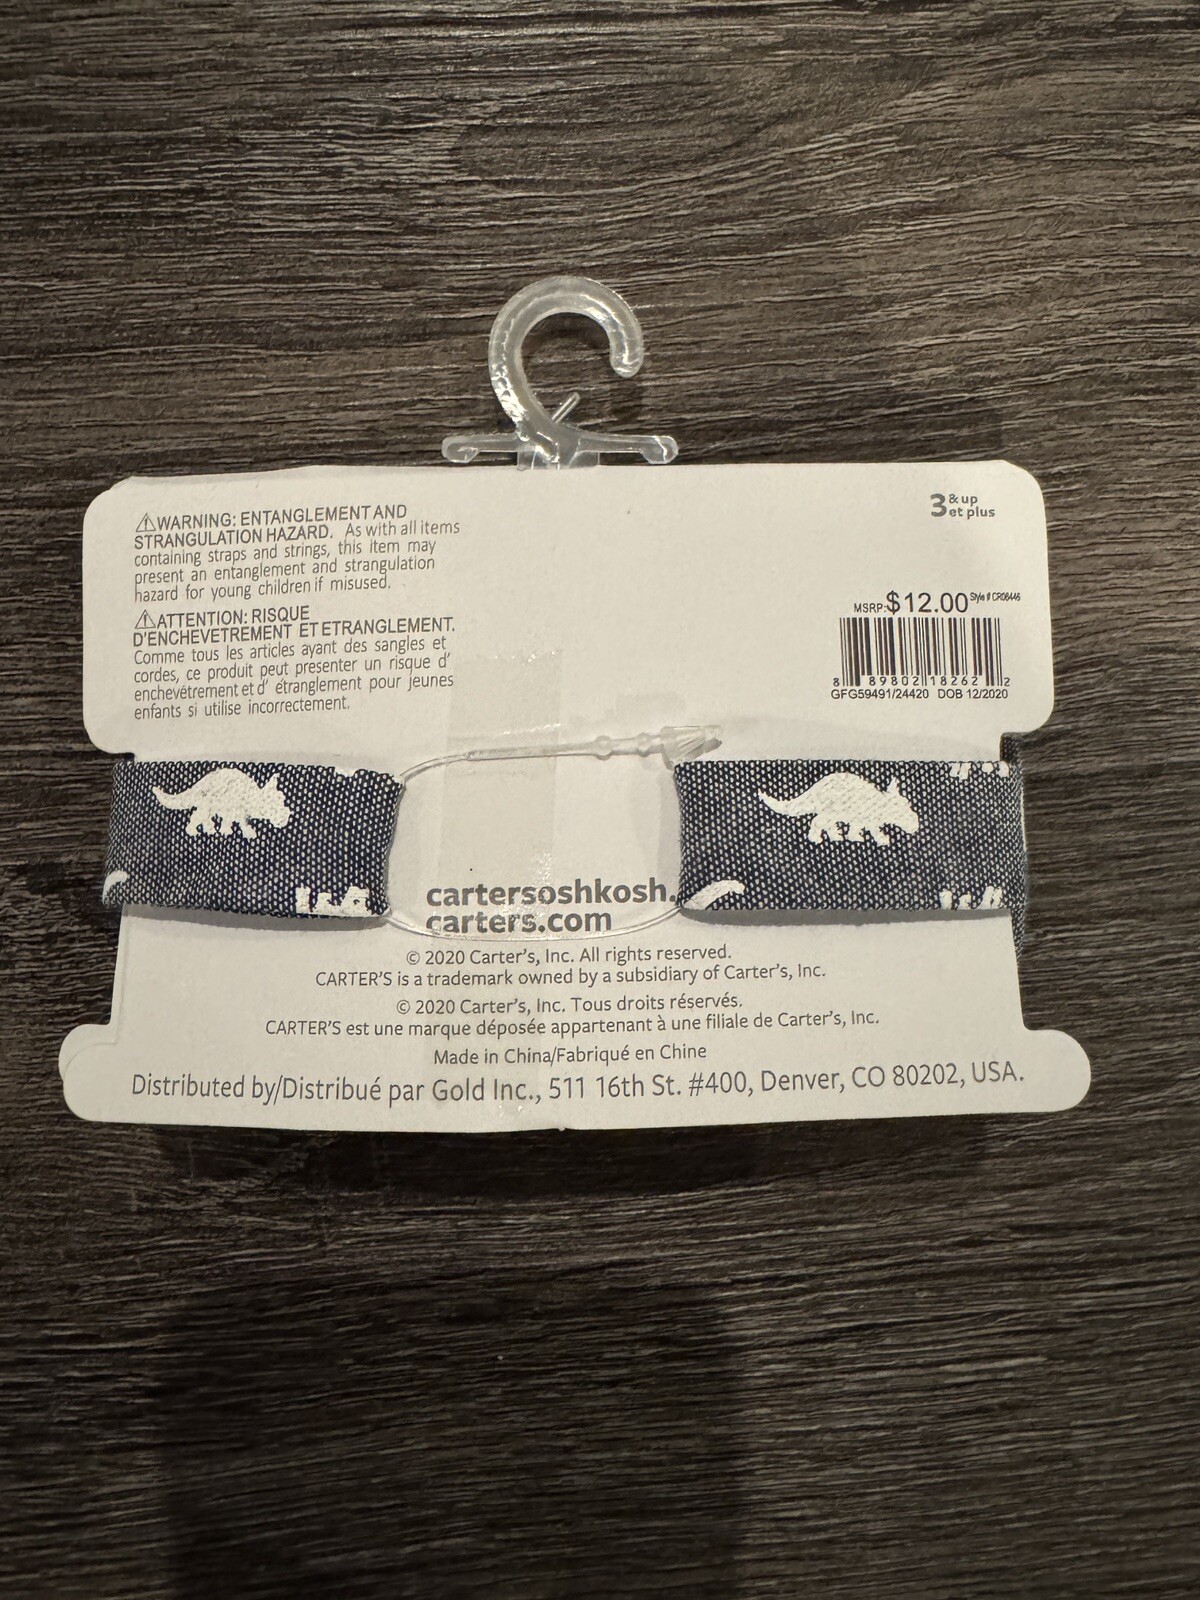 ⚠WARNING: ENTANGLEMENT AND
STRANGULATION HAZARD. As with all items
containing straps and strings, this item may
present an entanglement and strangulation
hazard for young children if misused.
⚠ATTENTION: RISQUE
D'ENCHEVETREMENT ET ETRANGLEMENT.
Comme tous les articles ayant des sangles et
cordes, ce produit peut presenter un risque d'
enchevêtrement et d' étranglement pour jeunes
enfants si utilise incorrectement.
3 & up
et plus
MSRP:$12.00 Style # CR06446
8 89802 18262 2
GFG59491/24420 DOB 12/2020
cartersoshkosh.
carters.com
© 2020 Carter's, Inc. All rights reserved.
CARTER'S is a trademark owned by a subsidiary of Carter's, Inc.
© 2020 Carter's, Inc. Tous droits réservés.
CARTER'S est une marque déposée appartenant à une filiale de Carter's, Inc.
Made in China/Fabriqué en Chine
Distributed by/Distribué par Gold Inc., 511 16th St. #400, Denver, CO 80202, USA.